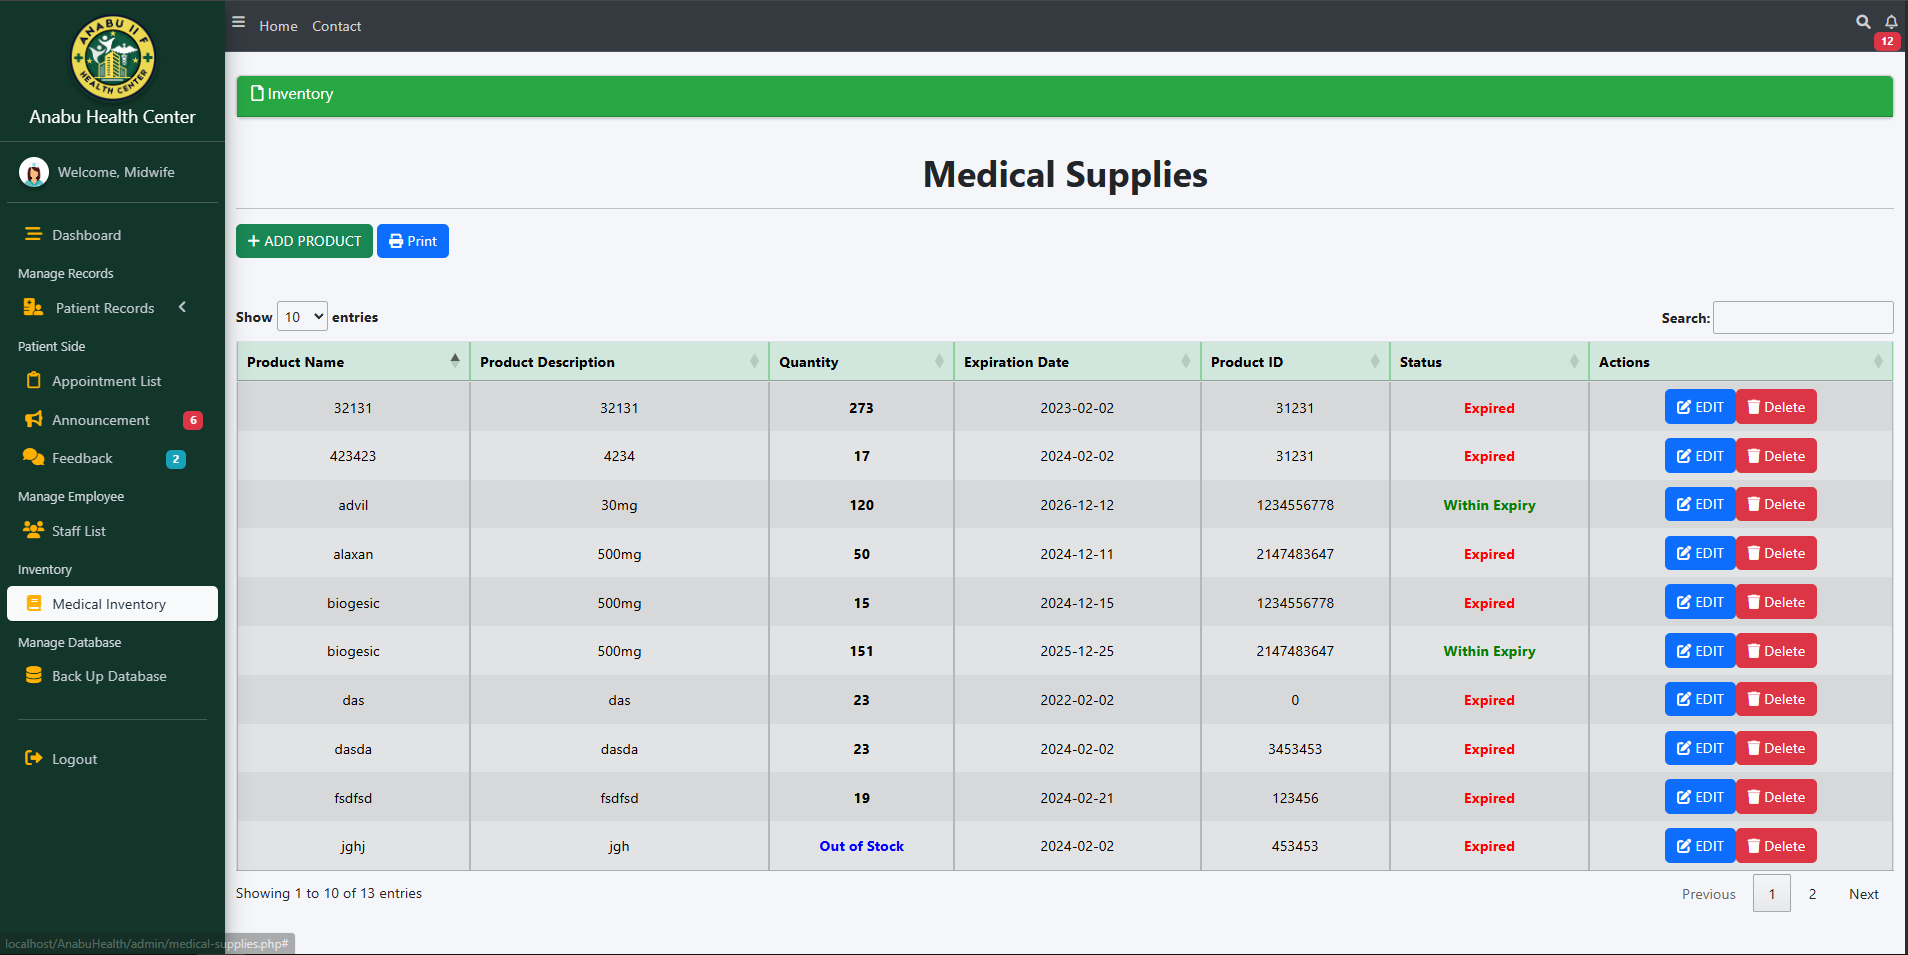 ANABU II F
HEALTH CENTER
Anabu Health Center
Welcome, Midwife
Dashboard
Manage Records
Patient Records
Patient Side
Appointment List
Announcement 6
Feedback 2
Manage Employee
Staff List
Inventory
Medical Inventory
Manage Database
Back Up Database
Logout
localhost/AnabuHealth/admin/medical-supplies.php#
Home Contact
12
Inventory
Medical Supplies
ADD PRODUCT Print
Show 10 entries Search:
Product Name Product Description Quantity Expiration Date Product ID Status Actions
32131 32131 273 2023-02-02 31231 Expired EDIT Delete
423423 4234 17 2024-02-02 31231 Expired EDIT Delete
advil 30mg 120 2026-12-12 1234556778 Within Expiry EDIT Delete
alaxan 500mg 50 2024-12-11 2147483647 Expired EDIT Delete
biogesic 500mg 15 2024-12-15 1234556778 Expired EDIT Delete
biogesic 500mg 151 2025-12-25 2147483647 Within Expiry EDIT Delete
das das 23 2022-02-02 0 Expired EDIT Delete
dasda dasda 23 2024-02-02 3453453 Expired EDIT Delete
fsdfsd fsdfsd 19 2024-02-21 123456 Expired EDIT Delete
jghj jgh Out of Stock 2024-02-02 453453 Expired EDIT Delete
Showing 1 to 10 of 13 entries Previous 1 2 Next